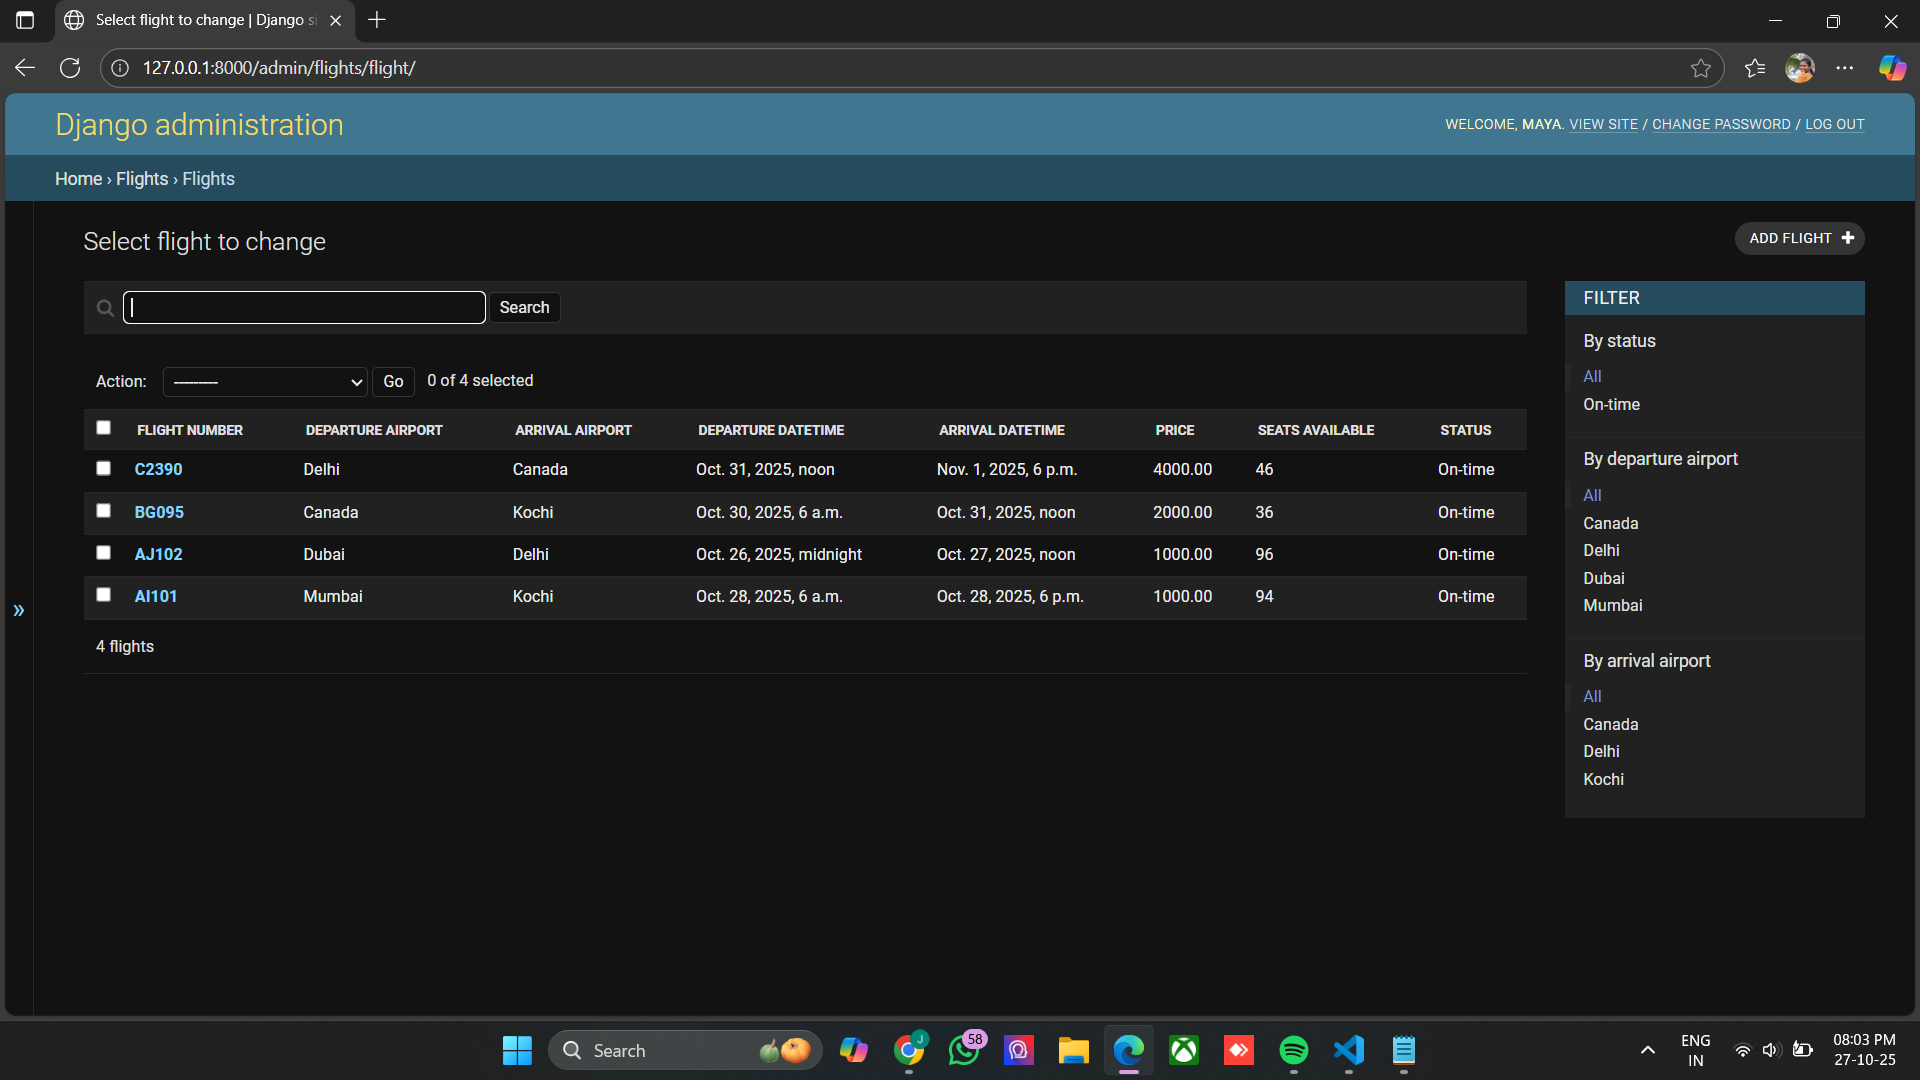 Select flight to change | Django si
127.0.0.1:8000/admin/flights/flight/
Django administration
WELCOME, MAYA. VIEW SITE / CHANGE PASSWORD / LOG OUT
Home › Flights › Flights
Select flight to change
ADD FLIGHT +
Search
Action: --------- Go 0 of 4 selected
FLIGHT NUMBER DEPARTURE AIRPORT ARRIVAL AIRPORT DEPARTURE DATETIME ARRIVAL DATETIME PRICE SEATS AVAILABLE STATUS
C2390 Delhi Canada Oct. 31, 2025, noon Nov. 1, 2025, 6 p.m. 4000.00 46 On-time
BG095 Canada Kochi Oct. 30, 2025, 6 a.m. Oct. 31, 2025, noon 2000.00 36 On-time
AJ102 Dubai Delhi Oct. 26, 2025, midnight Oct. 27, 2025, noon 1000.00 96 On-time
AI101 Mumbai Kochi Oct. 28, 2025, 6 a.m. Oct. 28, 2025, 6 p.m. 1000.00 94 On-time
4 flights
FILTER
By status
All
On-time
By departure airport
All
Canada
Delhi
Dubai
Mumbai
By arrival airport
All
Canada
Delhi
Kochi
»
Search
J
58
ENG
IN
08:03 PM
27-10-25